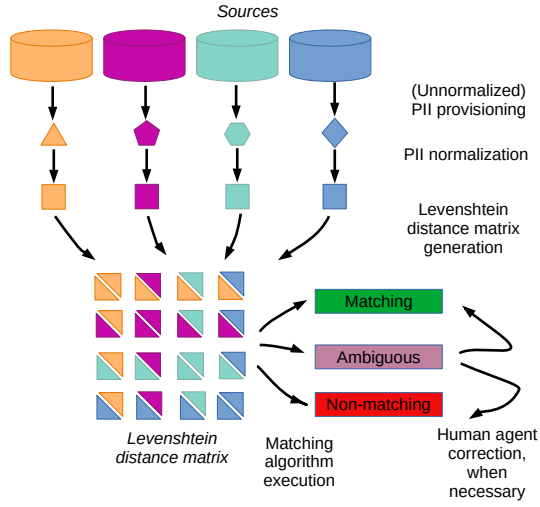 Sources
(Unnormalized)
PII provisioning
PII normalization
Levenshtein
distance matrix
generation
Matching
Ambiguous
Non-matching
Levenshtein
distance matrix
Matching
algorithm
execution
Human agent
correction,
when
necessary